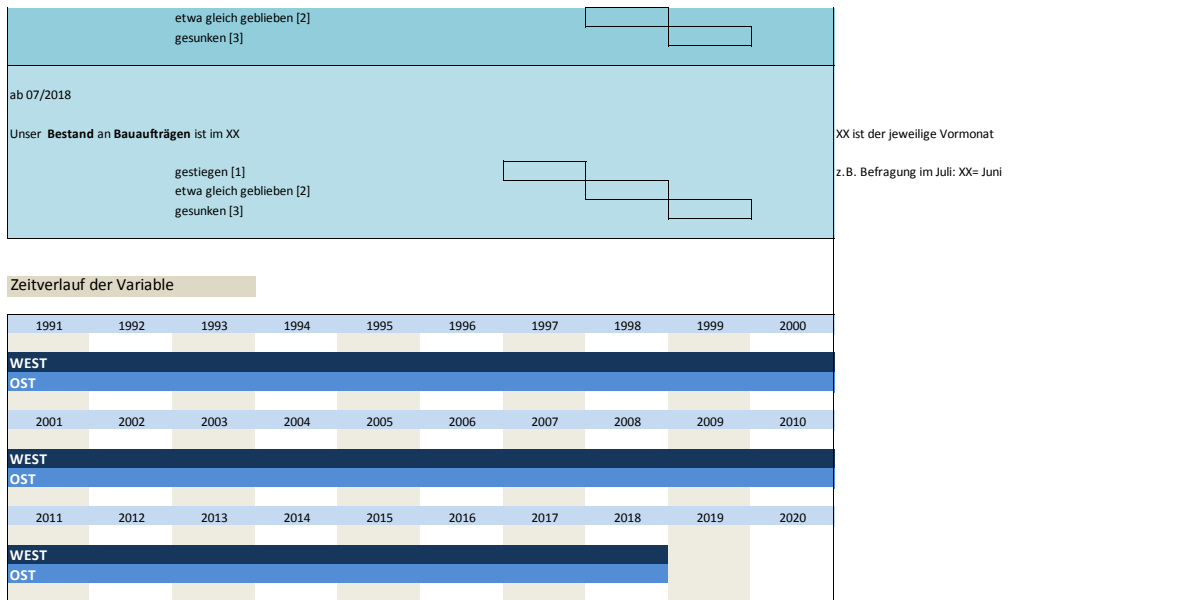 etwa gleich geblieben [2]
gesunken [3]
ab 07/2018
Unser Bestand an Bauaufträgen ist im XX
XX ist der jeweilige Vormonat
gestiegen [1]
z.B. Befragung im Juli: XX= Juni
etwa gleich geblieben [2]
gesunken [3]
Zeitverlauf der Variable
1991 1992 1993 1994 1995 1996 1997 1998 1999 2000
WEST
OST
2001 2002 2003 2004 2005 2006 2007 2008 2009 2010
WEST
OST
2011 2012 2013 2014 2015 2016 2017 2018 2019 2020
WEST
OST